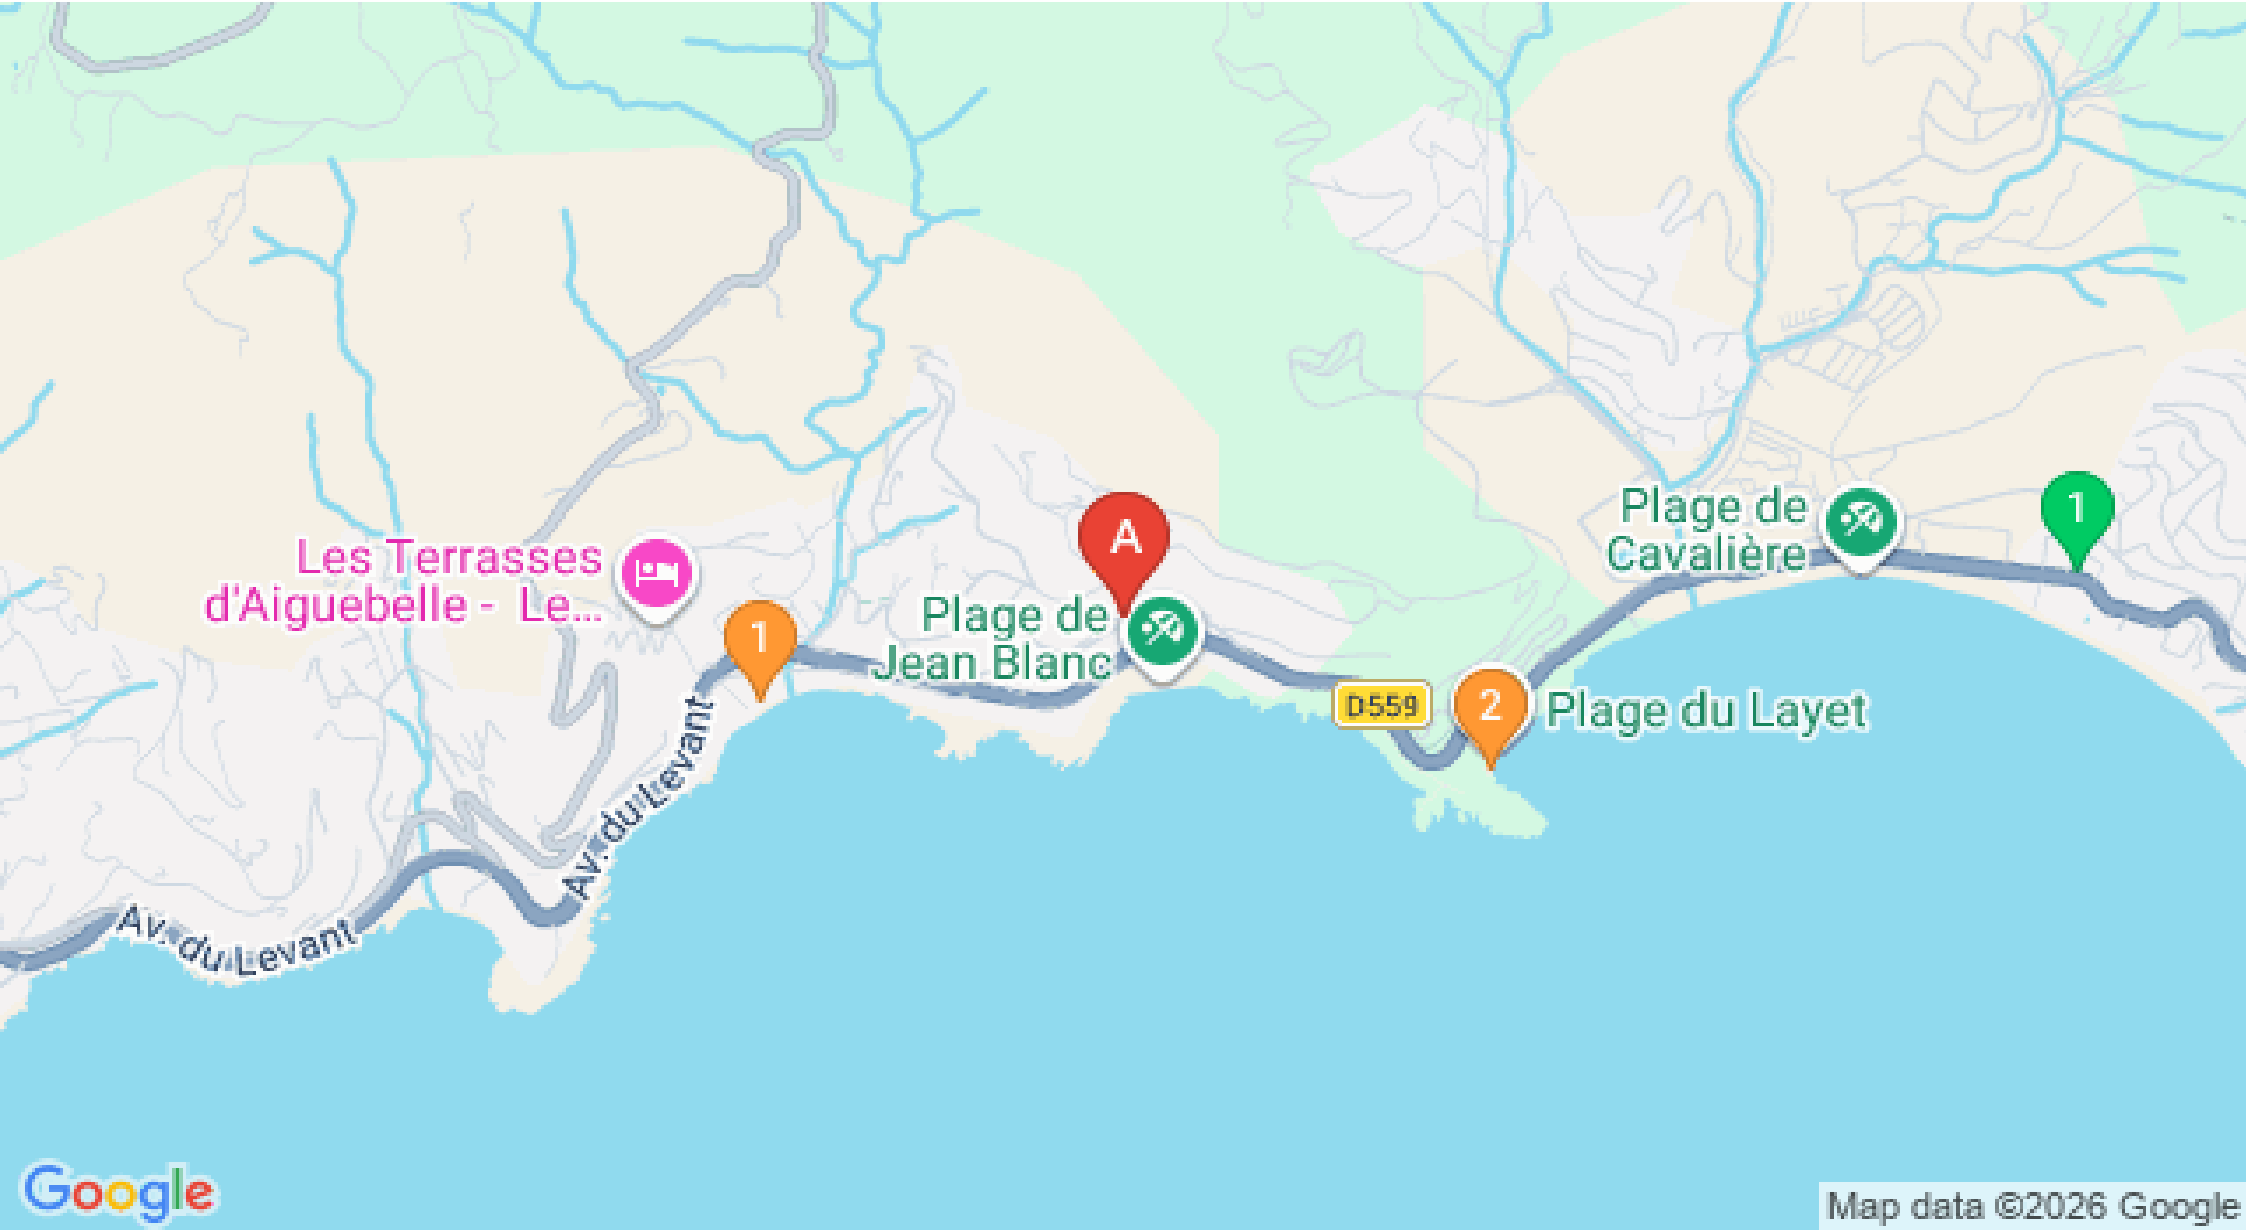 Les Terrasses
d'Aiguebelle - Le...
1
A
Plage de
Jean Blanc
Plage de
Cavalière
1
D559
2
Plage du Layet
Av. du Levant
Av. du Levant
Google
Map data ©2026 Google